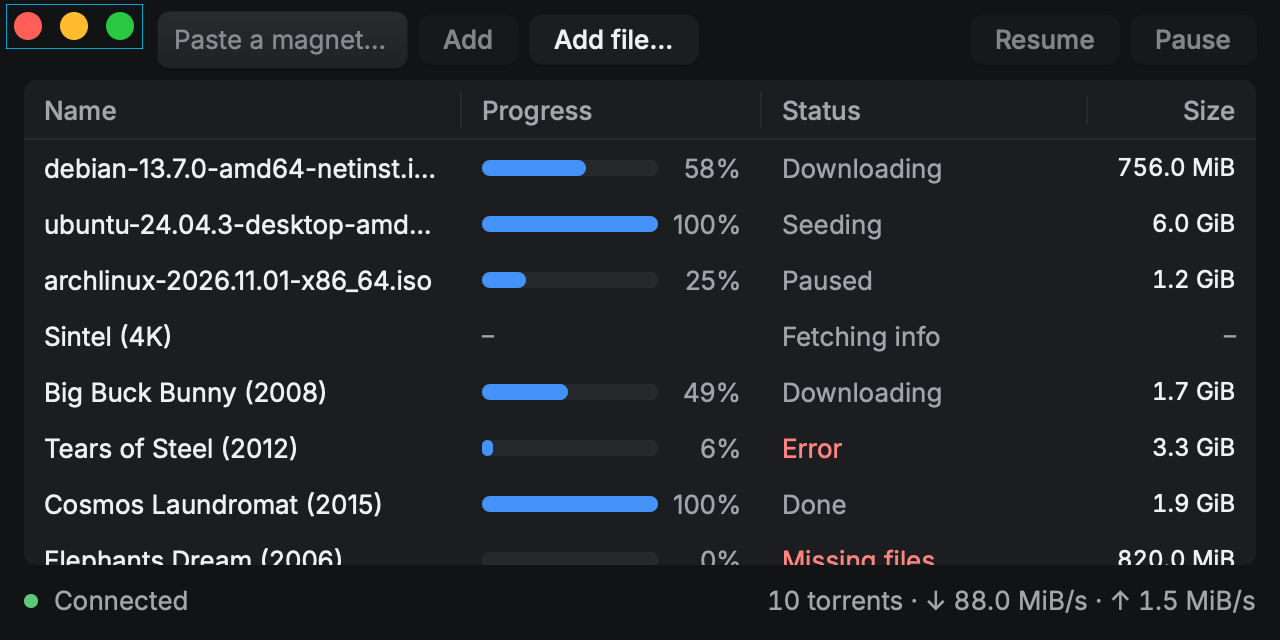 Paste a magnet... Add Add file... Resume Pause
Name Progress Status Size
debian-13.7.0-amd64-netinst.i... 58% Downloading 756.0 MiB
ubuntu-24.04.3-desktop-amd... 100% Seeding 6.0 GiB
archlinux-2026.11.01-x86_64.iso 25% Paused 1.2 GiB
Sintel (4K) – Fetching info –
Big Buck Bunny (2008) 49% Downloading 1.7 GiB
Tears of Steel (2012) 6% Error 3.3 GiB
Cosmos Laundromat (2015) 100% Done 1.9 GiB
Elephants Dream (2006) 0% Missing files 820.0 MiB
Connected 10 torrents · ↓ 88.0 MiB/s · ↑ 1.5 MiB/s